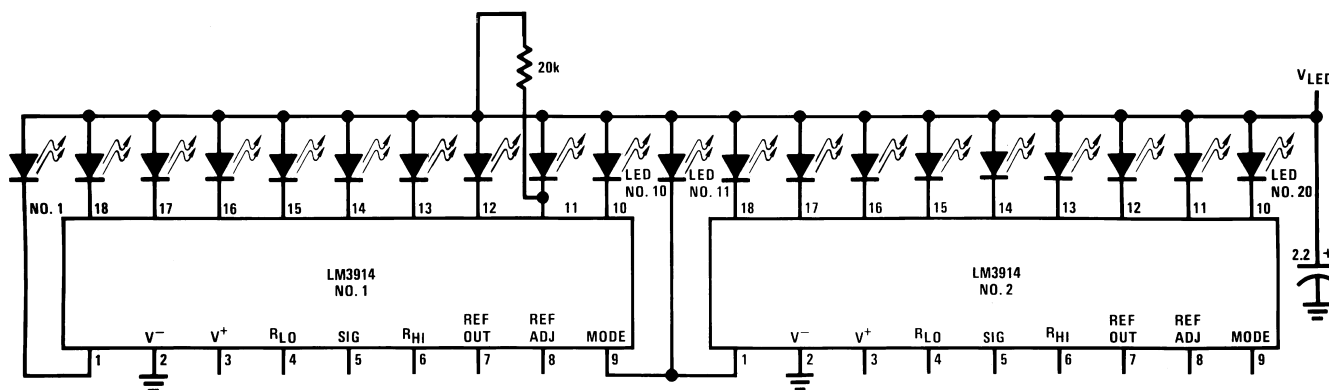 20k
V_LED
LED NO. 10
LED NO. 11
LED NO. 20
NO. 1 18 17 16 15 14 13 12 11 10
18 17 16 15 14 13 12 11 10
2.2 +
LM3914
NO. 1
LM3914
NO. 2
V− V+ RLO SIG RHI REF OUT REF ADJ MODE
1 2 3 4 5 6 7 8 9
V− V+ RLO SIG RHI REF OUT REF ADJ MODE
1 2 3 4 5 6 7 8 9